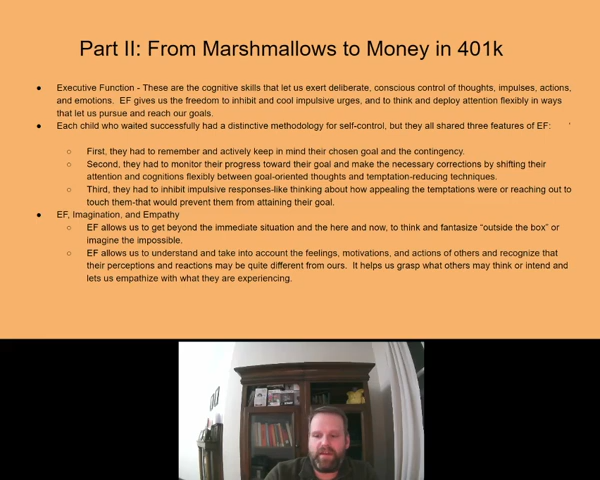 Part II: From Marshmallows to Money in 401k
● Executive Function - These are the cognitive skills that let us exert deliberate, conscious control of thoughts, impulses, actions,
and emotions. EF gives us the freedom to inhibit and cool impulsive urges, and to think and deploy attention flexibly in ways
that let us pursue and reach our goals.
● Each child who waited successfully had a distinctive methodology for self-control, but they all shared three features of EF:
○ First, they had to remember and actively keep in mind their chosen goal and the contingency.
○ Second, they had to monitor their progress toward their goal and make the necessary corrections by shifting their
attention and cognitions flexibly between goal-oriented thoughts and temptation-reducing techniques.
○ Third, they had to inhibit impulsive responses-like thinking about how appealing the temptations were or reaching out to
touch them-that would prevent them from attaining their goal.
● EF, Imagination, and Empathy
○ EF allows us to get beyond the immediate situation and the here and now, to think and fantasize “outside the box” or
imagine the impossible.
○ EF allows us to understand and take into account the feelings, motivations, and actions of others and recognize that
their perceptions and reactions may be quite different from ours. It helps us grasp what others may think or intend and
lets us empathize with what they are experiencing.